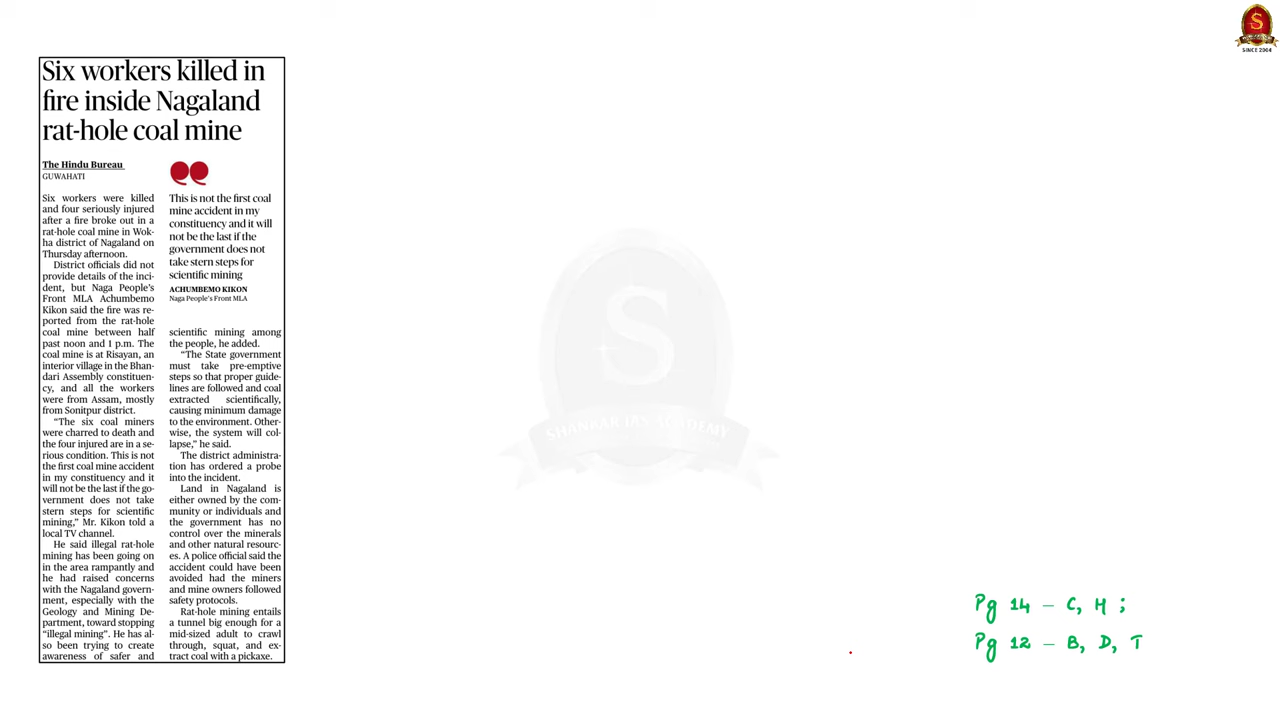 S
SINCE 2004
Six workers killed in
fire inside Nagaland
rat-hole coal mine
The Hindu Bureau
GUWAHATI
Six workers were killed
and four seriously injured
after a fire broke out in a
rat-hole coal mine in Wok-
ha district of Nagaland on
Thursday afternoon.
District officials did not
provide details of the inci-
dent, but Naga People's
Front MLA Achumbemo
Kikon said the fire was re-
ported from the rat-hole
coal mine between half
past noon and 1 p.m. The
coal mine is at Risayan, an
interior village in the Bhan-
dari Assembly constituen-
cy, and all the workers
were from Assam, mostly
from Sonitpur district.
“The six coal miners
were charred to death and
the four injured are in a se-
rious condition. This is not
the first coal mine accident
in my constituency and it
will not be the last if the go-
vernment does not take
stern steps for scientific
mining,” Mr. Kikon told a
local TV channel.
He said illegal rat-hole
mining has been going on
in the area rampantly and
he had raised concerns
with the Nagaland govern-
ment, especially with the
Geology and Mining De-
partment, toward stopping
“illegal mining”. He has al-
so been trying to create
awareness of safer and
This is not the first coal
mine accident in my
constituency and it will
not be the last if the
government does not
take stern steps for
scientific mining
ACHUMBEMO KIKON
Naga People's Front MLA
scientific mining among
the people, he added.
“The State government
must take pre-emptive
steps so that proper guide-
lines are followed and coal
extracted scientifically,
causing minimum damage
to the environment. Other-
wise, the system will col-
lapse,” he said.
The district administra-
tion has ordered a probe
into the incident.
Land in Nagaland is
either owned by the com-
munity or individuals and
the government has no
control over the minerals
and other natural resourc-
es. A police official said the
accident could have been
avoided had the miners
and mine owners followed
safety protocols.
Rat-hole mining entails
a tunnel big enough for a
mid-sized adult to crawl
through, squat, and ex-
tract coal with a pickaxe.
S
SHANKAR IAS ACADEMY
Pg 14 – C, H ;
Pg 12 – B, D, T